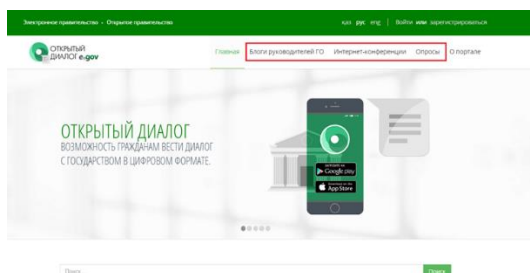 Электронное правительство › Открытое правительство
қаз рус eng | Войти или зарегистрироваться
ОТКРЫТЫЙ
ДИАЛОГ e.gov
Главная Блоги руководителей ГО Интернет-конференции Опросы О портале
ОТКРЫТЫЙ ДИАЛОГ
ВОЗМОЖНОСТЬ ГРАЖДАНАМ ВЕСТИ ДИАЛОГ
С ГОСУДАРСТВОМ В ЦИФРОВОМ ФОРМАТЕ.
Google play
App Store
Поиск Поиск